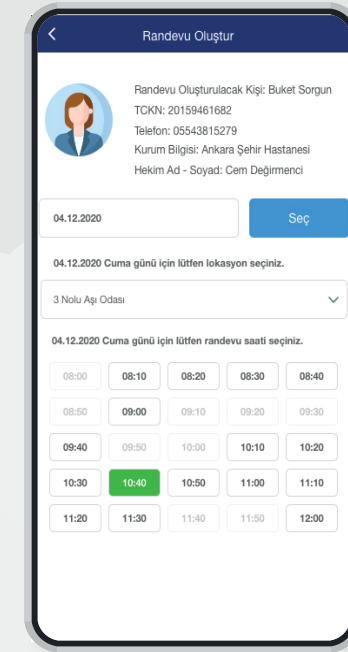 Randevu Oluştur
Randevu Oluşturulacak Kişi: Buket Sorgun
TCKN: 20159461682
Telefon: 05543815279
Kurum Bilgisi: Ankara Şehir Hastanesi
Hekim Ad - Soyad: Cem Değirmenci
04.12.2020 Seç
04.12.2020 Cuma günü için lütfen lokasyon seçiniz.
3 Nolu Aşı Odası
04.12.2020 Cuma günü için lütfen randevu saati seçiniz.
08:00 08:10 08:20 08:30 08:40
08:50 09:00 09:10 09:20 09:30
09:40 09:50 10:00 10:10 10:20
10:30 10:40 10:50 11:00 11:10
11:20 11:30 11:40 11:50 12:00